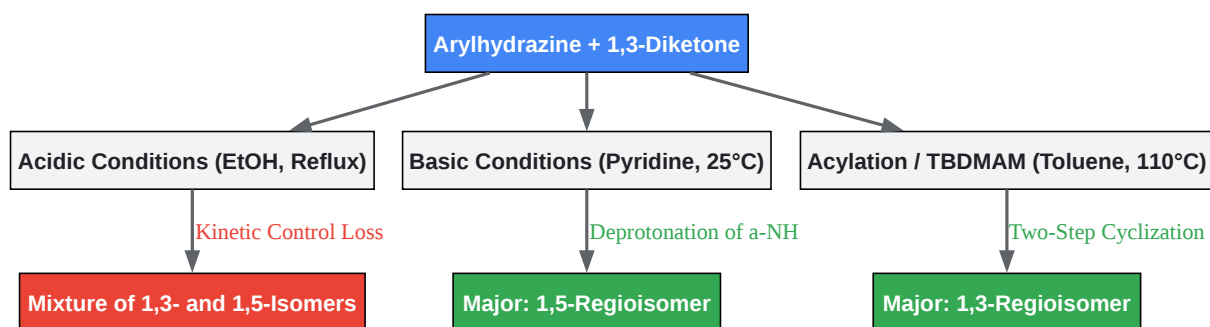 Arylhydrazine + 1,3-Diketone
Acidic Conditions (EtOH, Reflux)
Basic Conditions (Pyridine, 25°C)
Acylation / TBDMAM (Toluene, 110°C)
Kinetic Control Loss
Deprotonation of a-NH
Two-Step Cyclization
Mixture of 1,3- and 1,5-Isomers
Major: 1,5-Regioisomer
Major: 1,3-Regioisomer